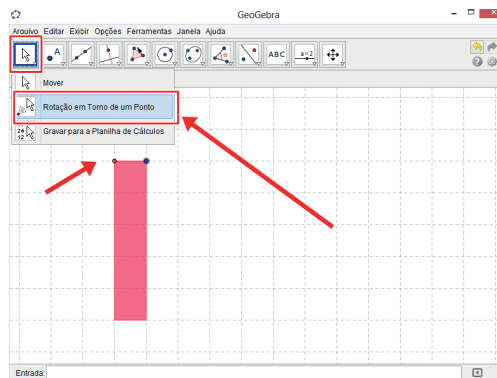 GeoGebra
Arquivo Editar Exibir Opções Ferramentas Janela Ajuda
A ABC a=2
Mover
Rotação em Torno de um Ponto
Gravar para a Planilha de Cálculos
Entrada: